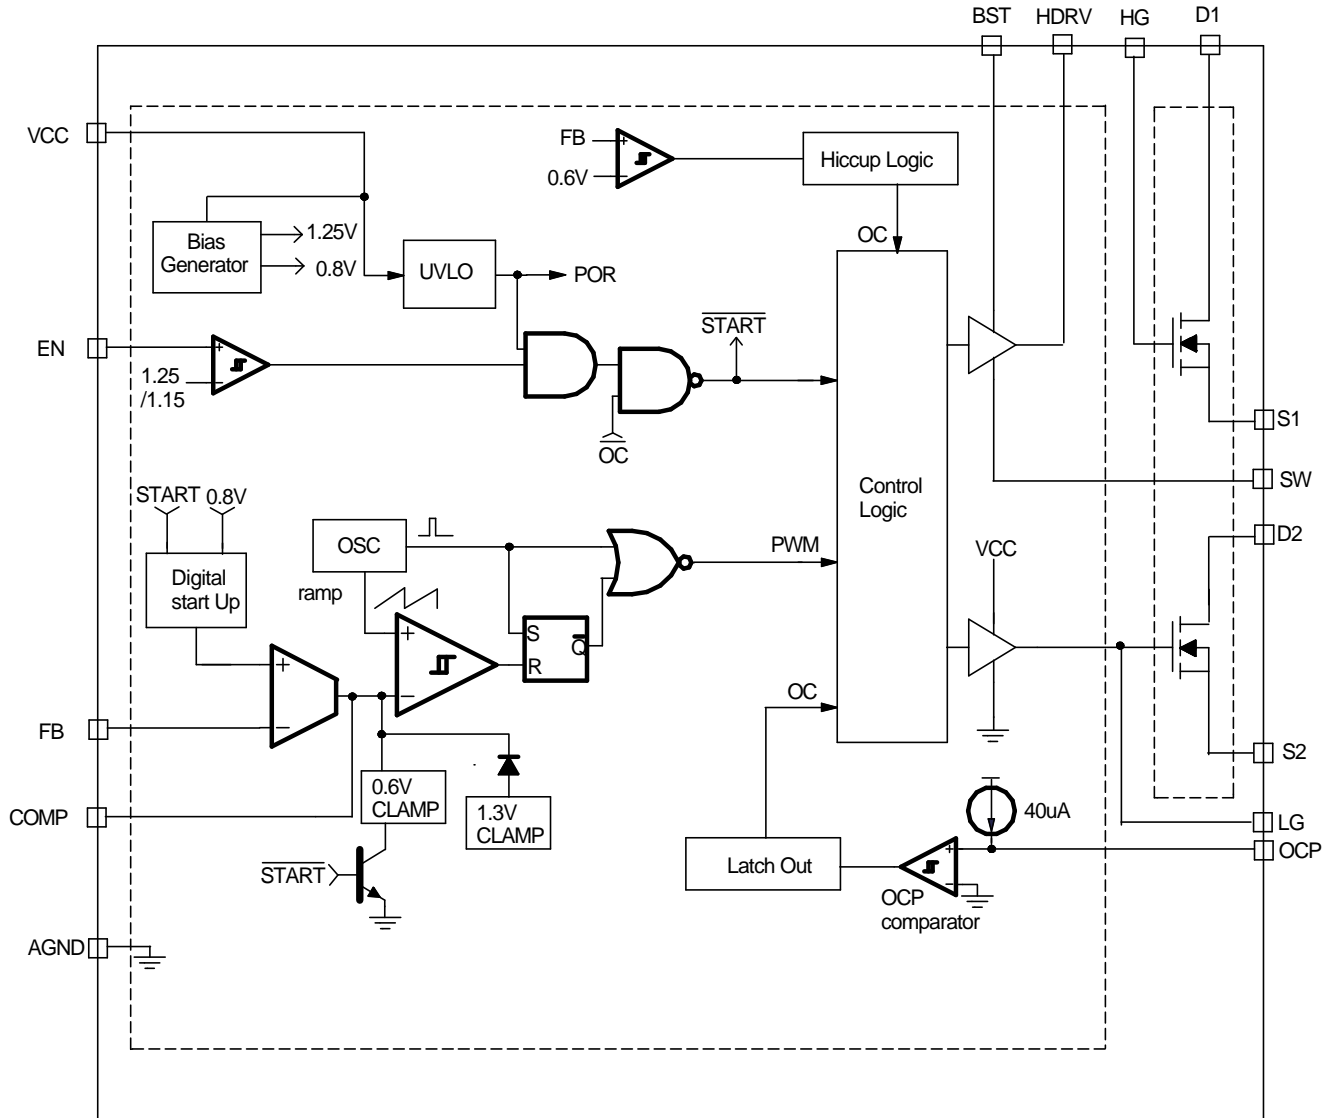 BST HDRV HG D1
VCC
FB
0.6V
Hiccup Logic
OC
Bias
Generator
1.25V
0.8V
UVLO
POR
START
EN
1.25
/1.15
OC
S1
SW
START 0.8V
Digital
start Up
OSC
ramp
PWM
Control
Logic
VCC
D2
S
R
Q
+
−
+
−
FB
COMP
0.6V
CLAMP
1.3V
CLAMP
START
OC
S2
40uA
LG
OCP
Latch Out
+
−
OCP
comparator
AGND